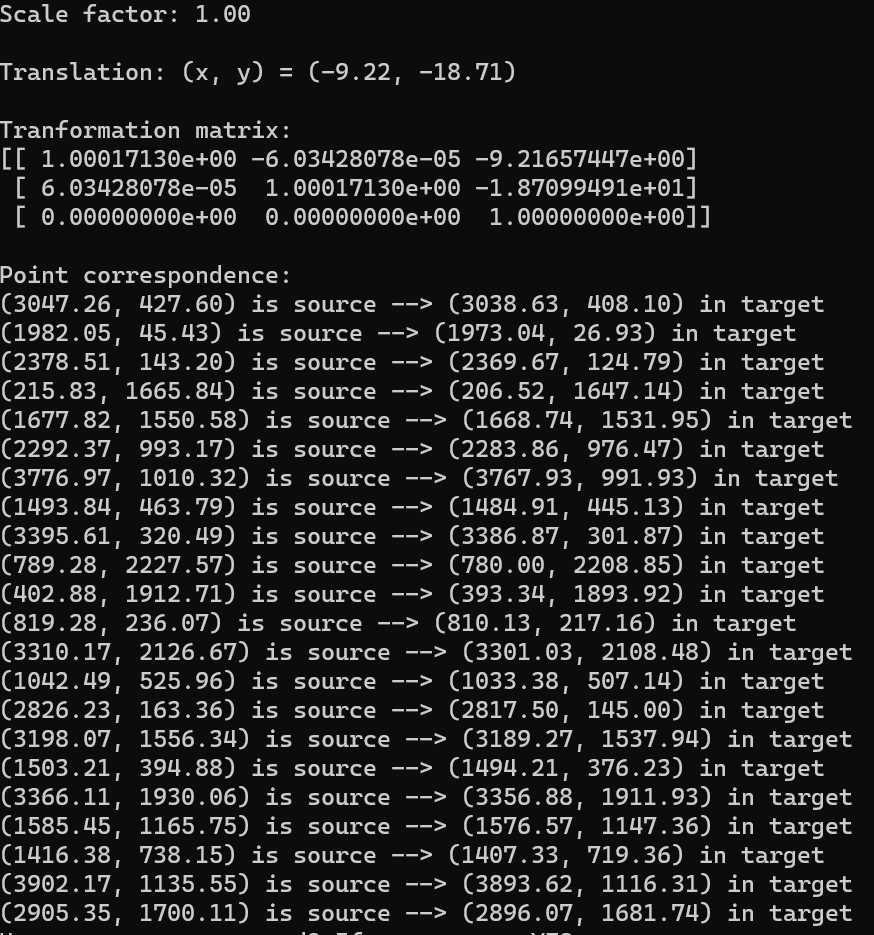 Scale factor: 1.00
Translation: (x, y) = (-9.22, -18.71)
Tranformation matrix:
[[ 1.00017130e+00 -6.03428078e-05 -9.21657447e+00]
[ 6.03428078e-05 1.00017130e+00 -1.87099491e+01]
[ 0.00000000e+00 0.00000000e+00 1.00000000e+00]]
Point correspondence:
(3047.26, 427.60) is source --> (3038.63, 408.10) in target
(1982.05, 45.43) is source --> (1973.04, 26.93) in target
(2378.51, 143.20) is source --> (2369.67, 124.79) in target
(215.83, 1665.84) is source --> (206.52, 1647.14) in target
(1677.82, 1550.58) is source --> (1668.74, 1531.95) in target
(2292.37, 993.17) is source --> (2283.86, 976.47) in target
(3776.97, 1010.32) is source --> (3767.93, 991.93) in target
(1493.84, 463.79) is source --> (1484.91, 445.13) in target
(3395.61, 320.49) is source --> (3386.87, 301.87) in target
(789.28, 2227.57) is source --> (780.00, 2208.85) in target
(402.88, 1912.71) is source --> (393.34, 1893.92) in target
(819.28, 236.07) is source --> (810.13, 217.16) in target
(3310.17, 2126.67) is source --> (3301.03, 2108.48) in target
(1042.49, 525.96) is source --> (1033.38, 507.14) in target
(2826.23, 163.36) is source --> (2817.50, 145.00) in target
(3198.07, 1556.34) is source --> (3189.27, 1537.94) in target
(1503.21, 394.88) is source --> (1494.21, 376.23) in target
(3366.11, 1930.06) is source --> (3356.88, 1911.93) in target
(1585.45, 1165.75) is source --> (1576.57, 1147.36) in target
(1416.38, 738.15) is source --> (1407.33, 719.36) in target
(3902.17, 1135.55) is source --> (3893.62, 1116.31) in target
(2905.35, 1700.11) is source --> (2896.07, 1681.74) in target